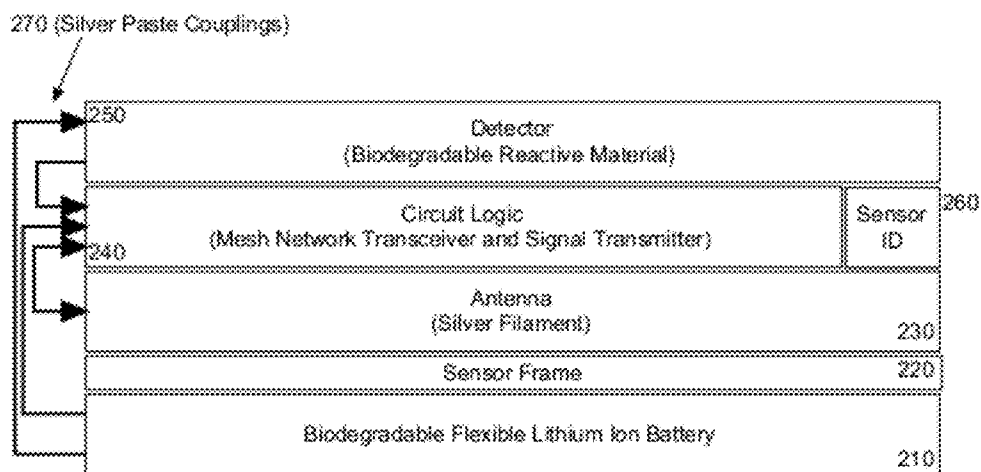 270 (Silver Paste Couplings)
250
Detector
(Biodegradable Reactive Material)
Circuit Logic
(Mesh Network Transceiver and Signal Transmitter)
240
Sensor
ID
260
Antenna
(Silver Filament)
230
Sensor Frame
220
Biodegradable Flexible Lithium Ion Battery
210